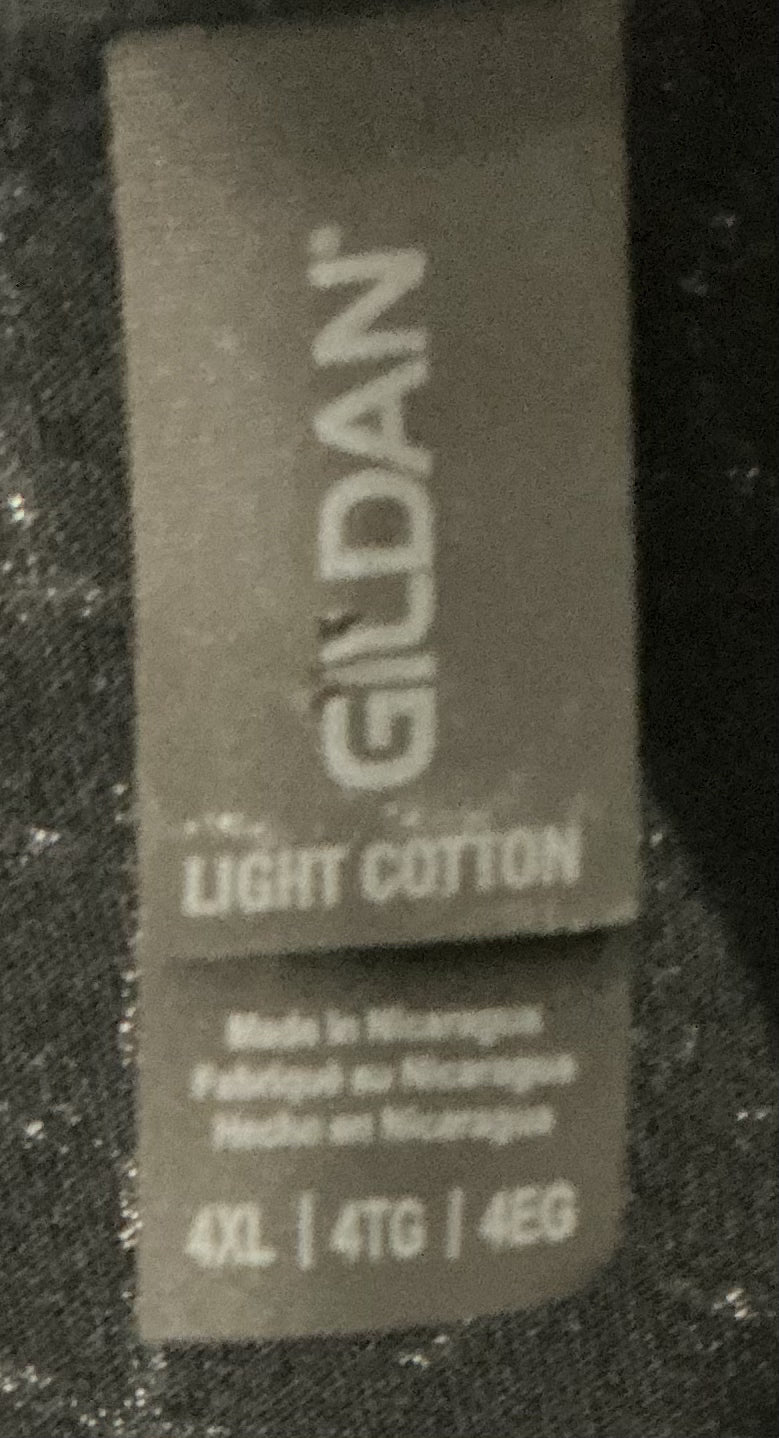 GILDAN
LIGHT COTTON
Made in Nicaragua
Fabriqué au Nicaragua
Hecho en Nicaragua
4XL | 4TG | 4EG